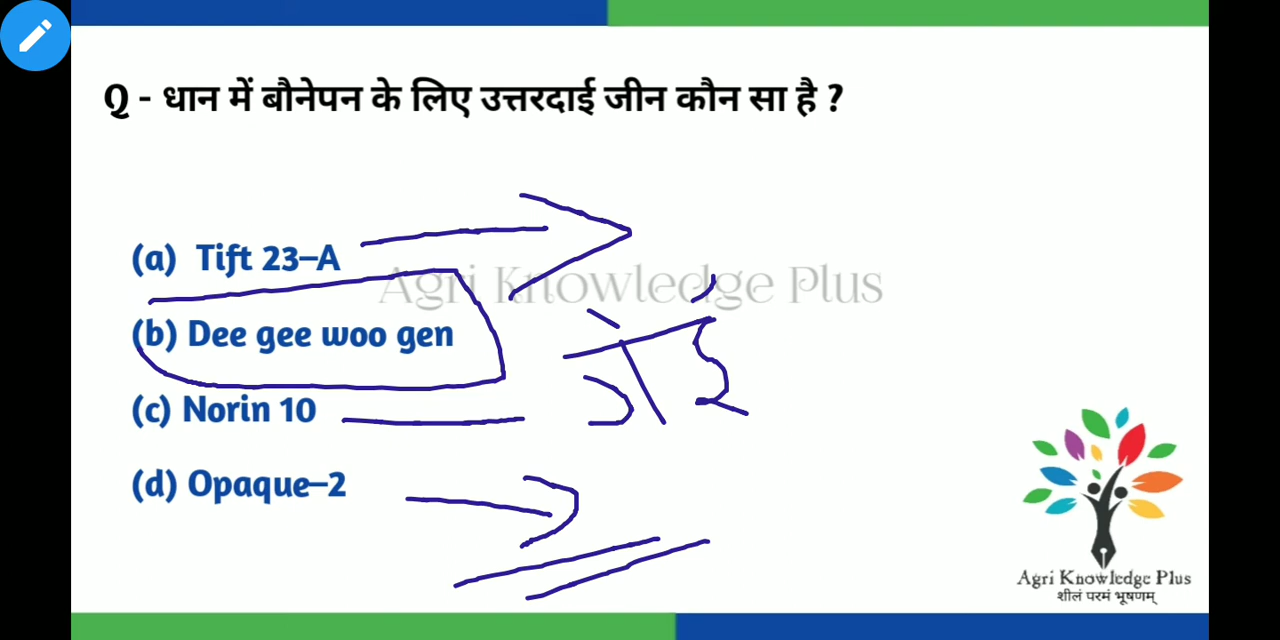 Q - धान में बौनेपन के लिए उत्तरदाई जीन कौन सा है ?
(a) Tift 23–A
Agri Knowledge Plus
(b) Dee gee woo gen
(c) Norin 10
(d) Opaque–2
Agri Knowledge Plus
शीलं परमं भूषणम्